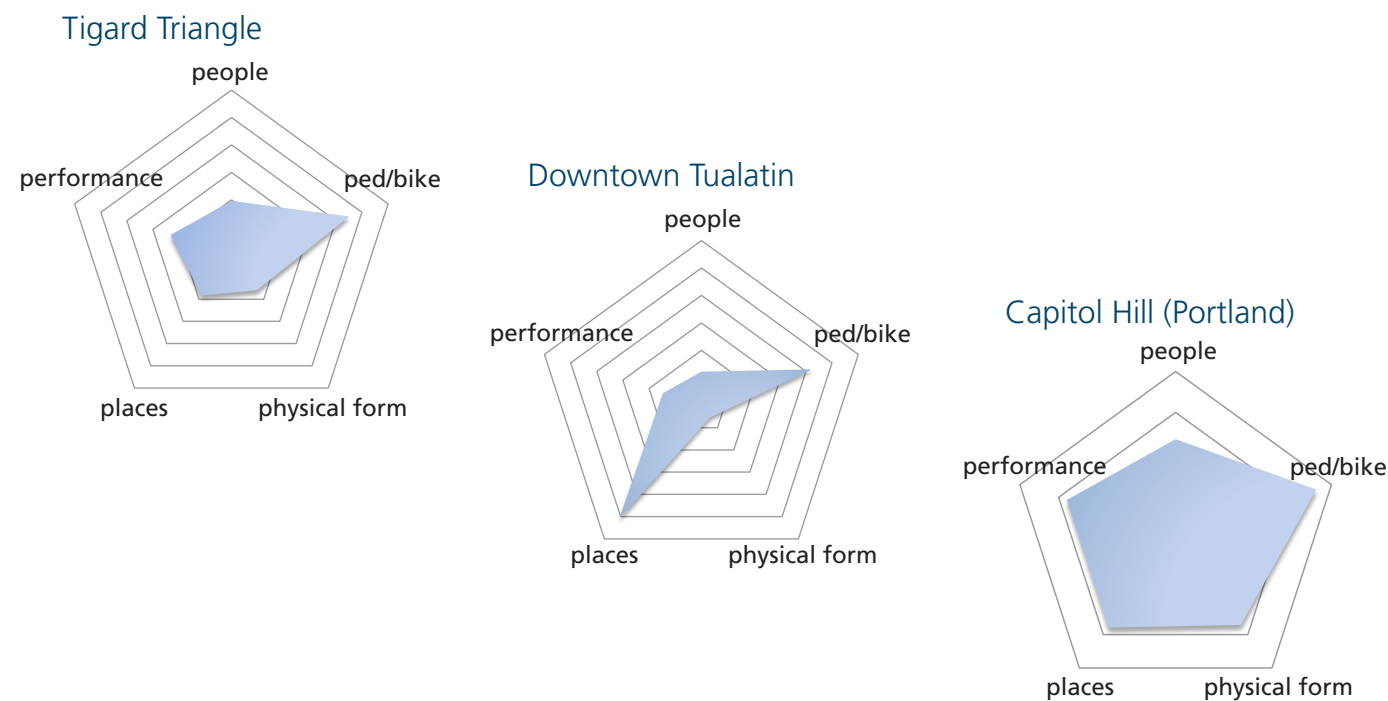 Tigard Triangle
people
performance
ped/bike
places
physical form
Downtown Tualatin
people
performance
ped/bike
places
physical form
Capitol Hill (Portland)
people
performance
ped/bike
places
physical form